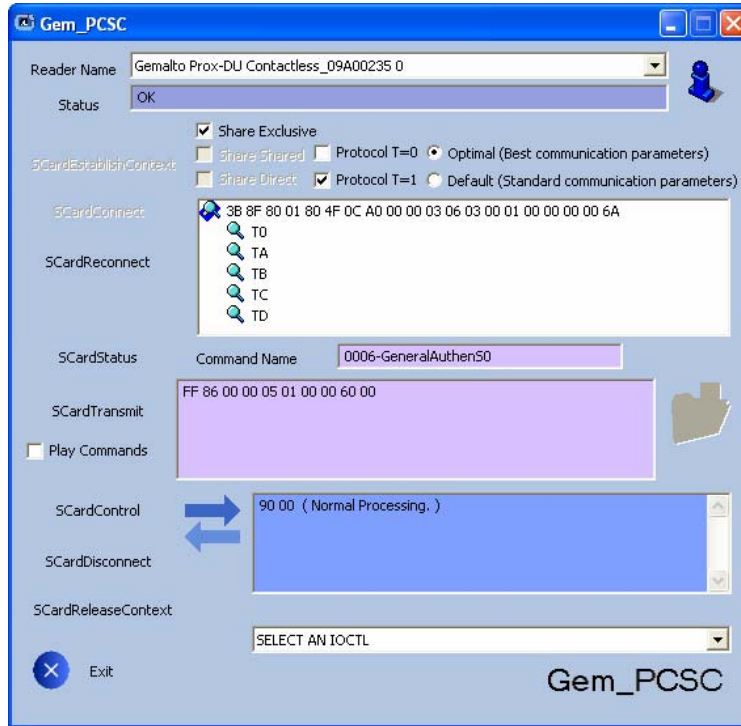 Gem_PCSC
Reader Name Gemalto Prox-DU Contactless_09A00235 0
Status OK
Share Exclusive
SCardEstablishContext Share Shared Protocol T=0 Optimal (Best communication parameters)
Share Direct Protocol T=1 Default (Standard communication parameters)
SCardConnect 3B 8F 80 01 80 4F 0C A0 00 00 03 06 03 00 01 00 00 00 00 6A
T0
TA
SCardReconnect TB
TC
TD
SCardStatus Command Name 0006-GeneralAuthenS0
FF 86 00 00 05 01 00 00 60 00
SCardTransmit
Play Commands
SCardControl 90 00 ( Normal Processing. )
SCardDisconnect
SCardReleaseContext
SELECT AN IOCTL
Exit
Gem_PCSC